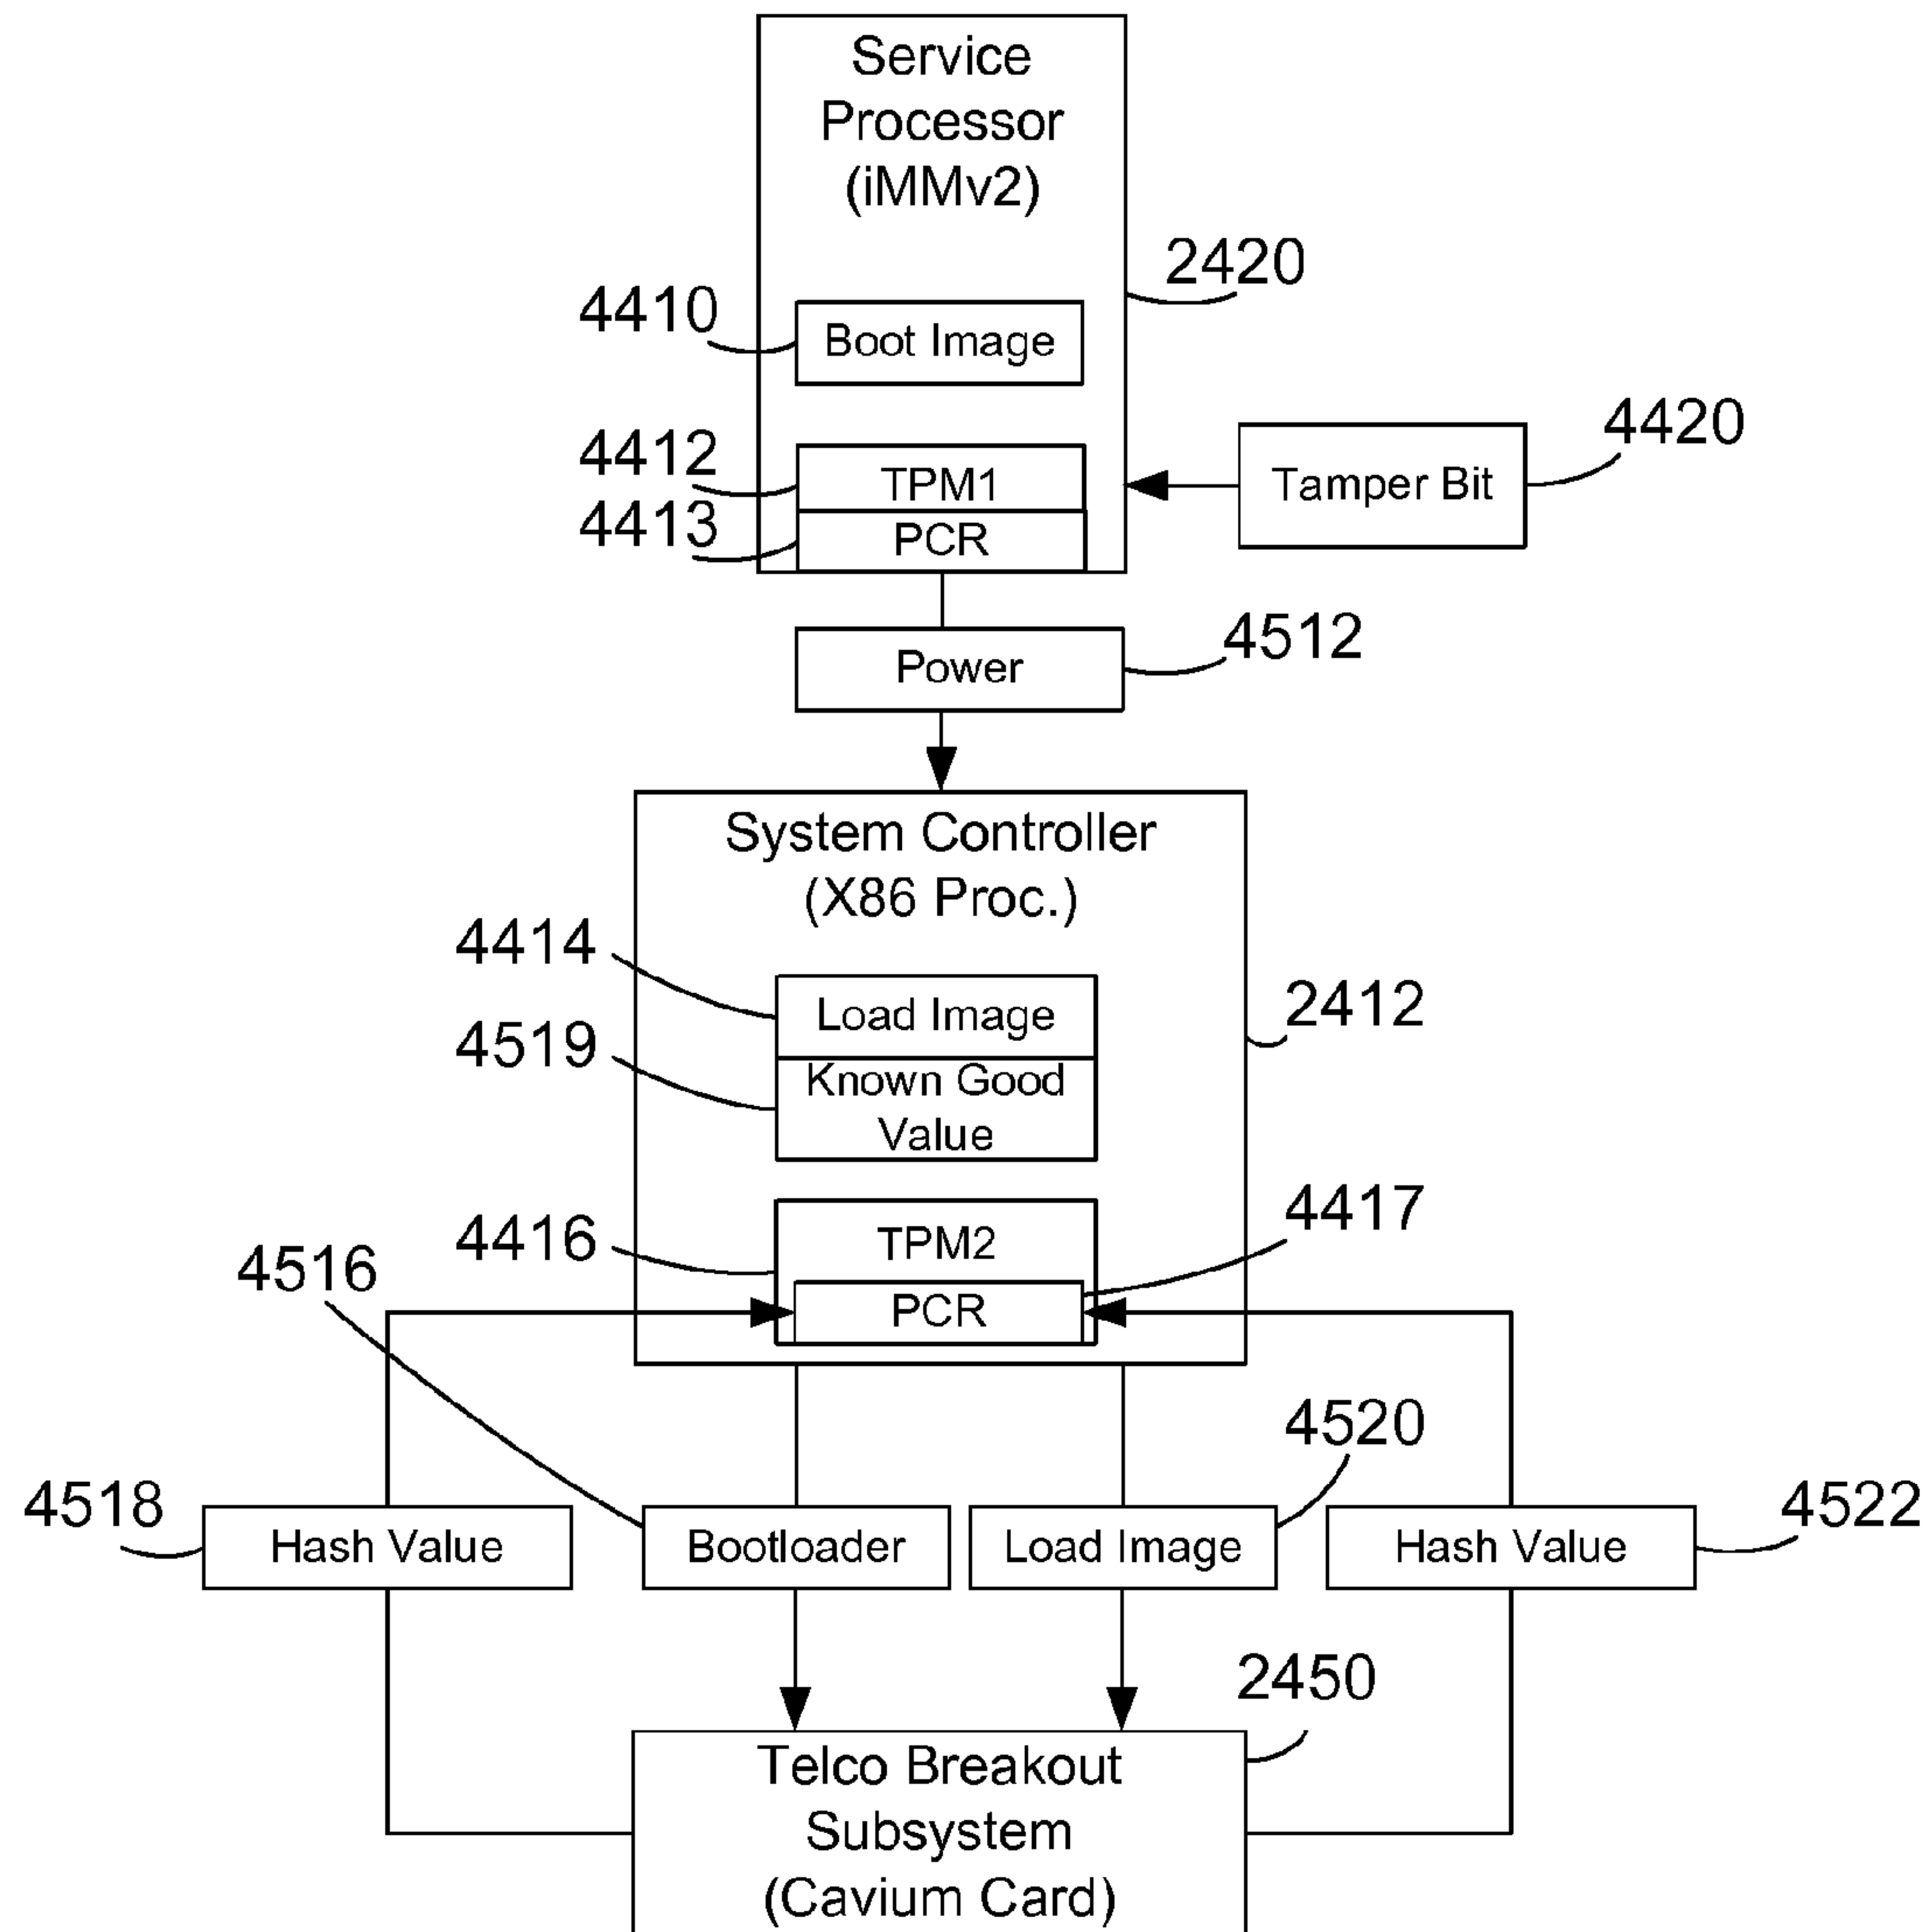 Service
Processor
(iMMv2)
2420
4410
Boot Image
4412
TPM1
4413
PCR
Tamper Bit
4420
Power
4512
System Controller
(X86 Proc.)
4414
Load Image
2412
4519
Known Good
Value
4416
TPM2
4417
PCR
4516
4518
Hash Value
Bootloader
Load Image
4520
Hash Value
4522
2450
Telco Breakout
Subsystem
(Cavium Card)